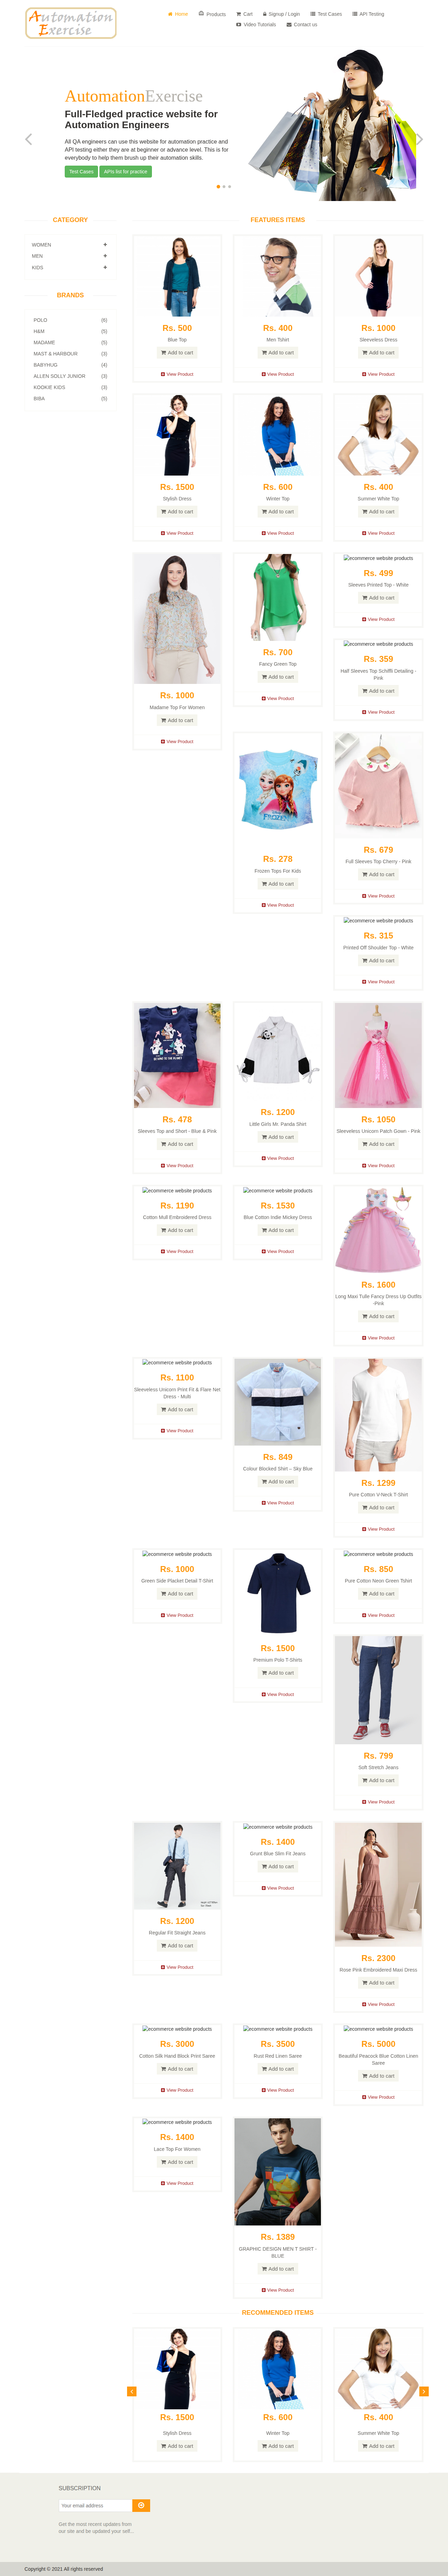 Automation
Exercise
Home
Products
Cart
Signup / Login
Test Cases
API Testing
Video Tutorials
Contact us
AutomationExercise
Full-Fledged practice website for
Automation Engineers
All QA engineers can use this website for automation practice and
API testing either they are at beginner or advance level. This is for
everybody to help them brush up their automation skills.
Test Cases
APIs list for practice
CATEGORY
WOMEN
MEN
KIDS
BRANDS
POLO (6)
H&M (5)
MADAME (5)
MAST & HARBOUR (3)
BABYHUG (4)
ALLEN SOLLY JUNIOR (3)
KOOKIE KIDS (3)
BIBA (5)
FEATURES ITEMS
Rs. 500
Blue Top
Add to cart
View Product
Rs. 400
Men Tshirt
Add to cart
View Product
Rs. 1000
Sleeveless Dress
Add to cart
View Product
Rs. 1500
Stylish Dress
Add to cart
View Product
Rs. 600
Winter Top
Add to cart
View Product
Rs. 400
Summer White Top
Add to cart
View Product
Rs. 1000
Madame Top For Women
Add to cart
View Product
Rs. 700
Fancy Green Top
Add to cart
View Product
ecommerce website products
Rs. 499
Sleeves Printed Top - White
Add to cart
View Product
ecommerce website products
Rs. 359
Half Sleeves Top Schiffli Detailing -
Pink
Add to cart
View Product
FROZEN
Rs. 278
Frozen Tops For Kids
Add to cart
View Product
Rs. 679
Full Sleeves Top Cherry - Pink
Add to cart
View Product
ecommerce website products
Rs. 315
Printed Off Shoulder Top - White
Add to cart
View Product
Rs. 478
Sleeves Top and Short - Blue & Pink
Add to cart
View Product
Rs. 1200
Little Girls Mr. Panda Shirt
Add to cart
View Product
Rs. 1050
Sleeveless Unicorn Patch Gown - Pink
Add to cart
View Product
ecommerce website products
Rs. 1190
Cotton Mull Embroidered Dress
Add to cart
View Product
ecommerce website products
Rs. 1530
Blue Cotton Indie Mickey Dress
Add to cart
View Product
Rs. 1600
Long Maxi Tulle Fancy Dress Up Outfits
-Pink
Add to cart
View Product
ecommerce website products
Rs. 1100
Sleeveless Unicorn Print Fit & Flare Net
Dress - Multi
Add to cart
View Product
Rs. 849
Colour Blocked Shirt – Sky Blue
Add to cart
View Product
Rs. 1299
Pure Cotton V-Neck T-Shirt
Add to cart
View Product
ecommerce website products
Rs. 1000
Green Side Placket Detail T-Shirt
Add to cart
View Product
Rs. 1500
Premium Polo T-Shirts
Add to cart
View Product
ecommerce website products
Rs. 850
Pure Cotton Neon Green Tshirt
Add to cart
View Product
Rs. 799
Soft Stretch Jeans
Add to cart
View Product
Rs. 1200
Regular Fit Straight Jeans
Add to cart
View Product
ecommerce website products
Rs. 1400
Grunt Blue Slim Fit Jeans
Add to cart
View Product
Rs. 2300
Rose Pink Embroidered Maxi Dress
Add to cart
View Product
ecommerce website products
Rs. 3000
Cotton Silk Hand Block Print Saree
Add to cart
View Product
ecommerce website products
Rs. 3500
Rust Red Linen Saree
Add to cart
View Product
ecommerce website products
Rs. 5000
Beautiful Peacock Blue Cotton Linen
Saree
Add to cart
View Product
ecommerce website products
Rs. 1400
Lace Top For Women
Add to cart
View Product
Rs. 1389
GRAPHIC DESIGN MEN T SHIRT -
BLUE
Add to cart
View Product
RECOMMENDED ITEMS
Rs. 1500
Stylish Dress
Add to cart
Rs. 600
Winter Top
Add to cart
Rs. 400
Summer White Top
Add to cart
SUBSCRIPTION
Your email address
Get the most recent updates from
our site and be updated your self...
Copyright © 2021 All rights reserved